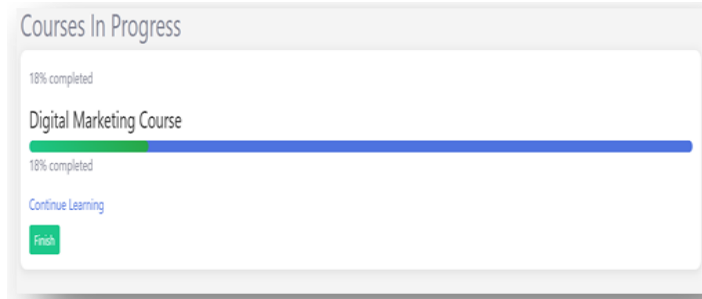 Courses In Progress
18% completed
Digital Marketing Course
18% completed
Continue Learning
Finish